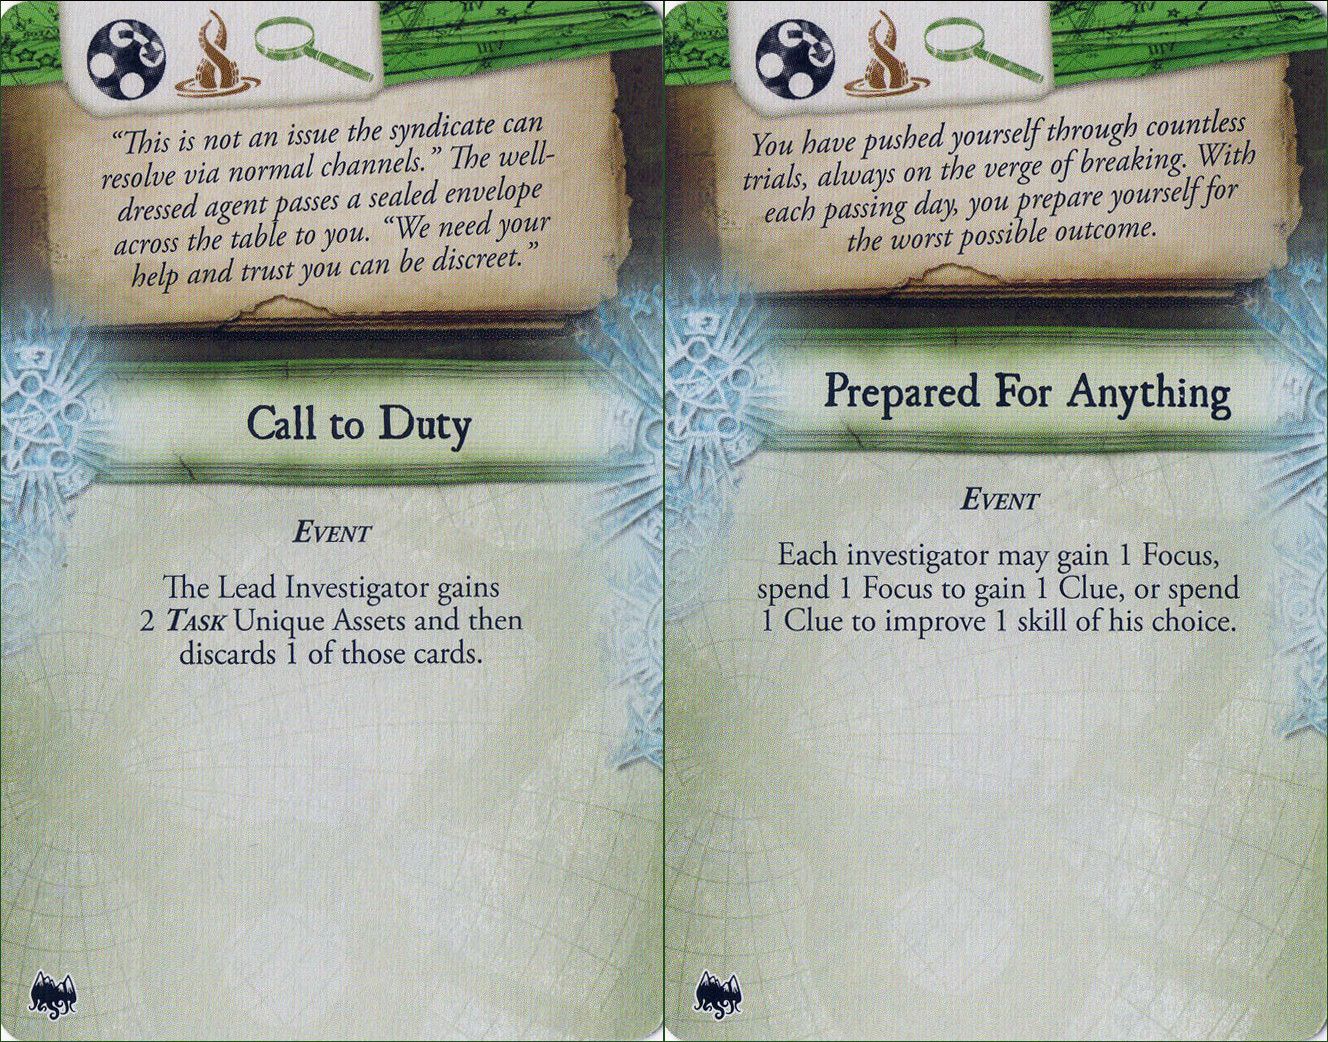 “This is not an issue the syndicate can
resolve via normal channels.” The well-
dressed agent passes a sealed envelope
across the table to you. “We need your
help and trust you can be discreet.”
Call to Duty
Event
The Lead Investigator gains
2 Task Unique Assets and then
discards 1 of those cards.
You have pushed yourself through countless
trials, always on the verge of breaking. With
each passing day, you prepare yourself for
the worst possible outcome.
Prepared For Anything
Event
Each investigator may gain 1 Focus,
spend 1 Focus to gain 1 Clue, or spend
1 Clue to improve 1 skill of his choice.